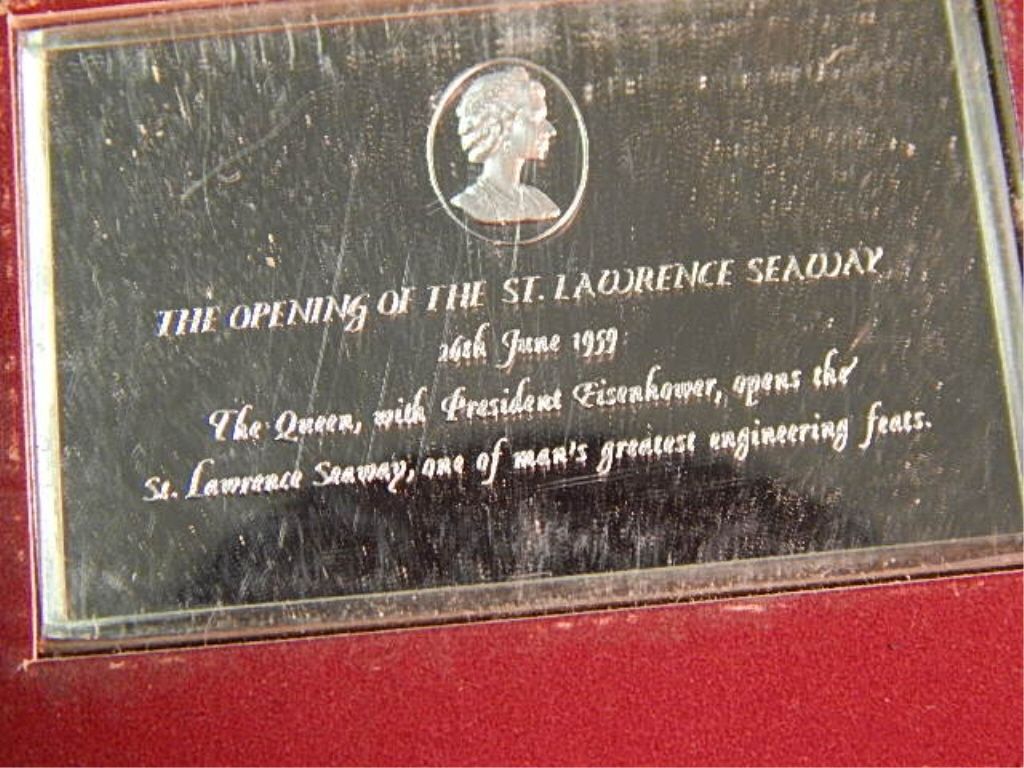 THE OPENING OF THE ST. LAWRENCE SEAWAY
26th June 1959
The Queen, with President Eisenhower, opens the
St. Lawrence Seaway, one of man's greatest engineering feats.